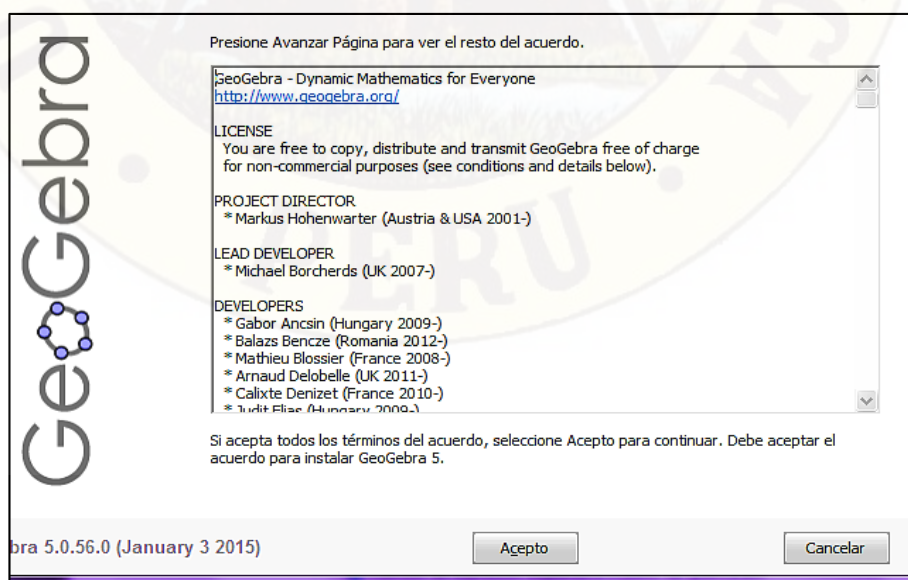 GeoGebra
Presione Avanzar Página para ver el resto del acuerdo.
GeoGebra - Dynamic Mathematics for Everyone
http://www.geogebra.org/
LICENSE
You are free to copy, distribute and transmit GeoGebra free of charge
for non-commercial purposes (see conditions and details below).
PROJECT DIRECTOR
* Markus Hohenwarter (Austria & USA 2001-)
LEAD DEVELOPER
* Michael Borcherds (UK 2007-)
DEVELOPERS
* Gabor Ancsin (Hungary 2009-)
* Balazs Bencze (Romania 2012-)
* Mathieu Blossier (France 2008-)
* Arnaud Delobelle (UK 2011-)
* Calixte Denizet (France 2010-)
* Judit Elias (Hungary 2009-)
Si acepta todos los términos del acuerdo, seleccione Acepto para continuar. Debe aceptar el
acuerdo para instalar GeoGebra 5.
bra 5.0.56.0 (January 3 2015)
Acepto
Cancelar
PERU